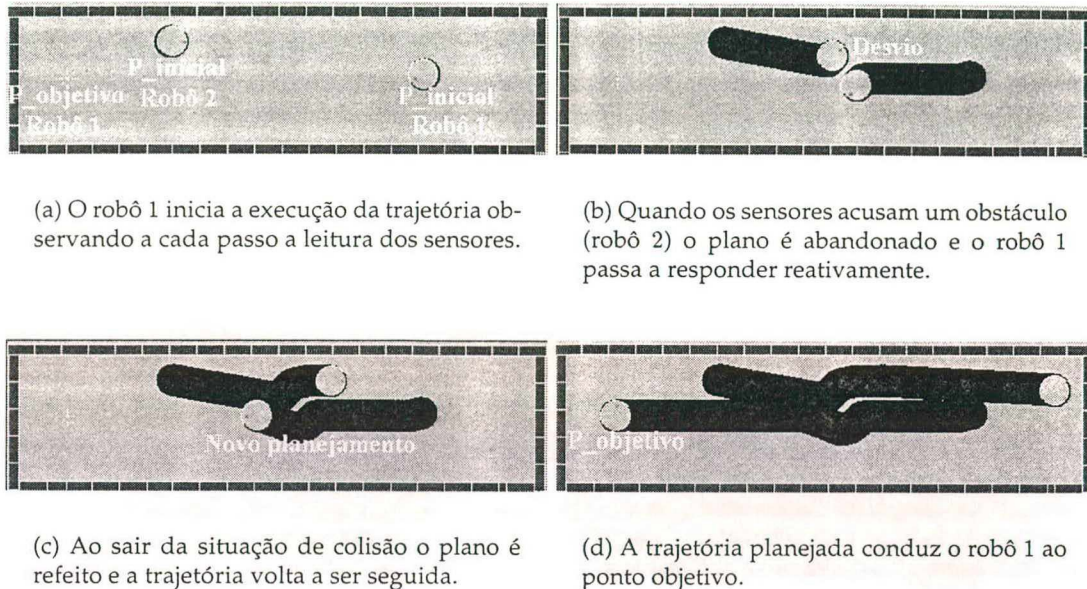 P_inicial
Robô 2
P_objetivo
Robô 1
P_inicial
Robô 1
Desvio
(a) O robô 1 inicia a execução da trajetória ob-
servando a cada passo a leitura dos sensores.
(b) Quando os sensores acusam um obstáculo
(robô 2) o plano é abandonado e o robô 1
passa a responder reativamente.
Novo planejamento
P_objetivo
(c) Ao sair da situação de colisão o plano é
refeito e a trajetória volta a ser seguida.
(d) A trajetória planejada conduz o robô 1 ao
ponto objetivo.